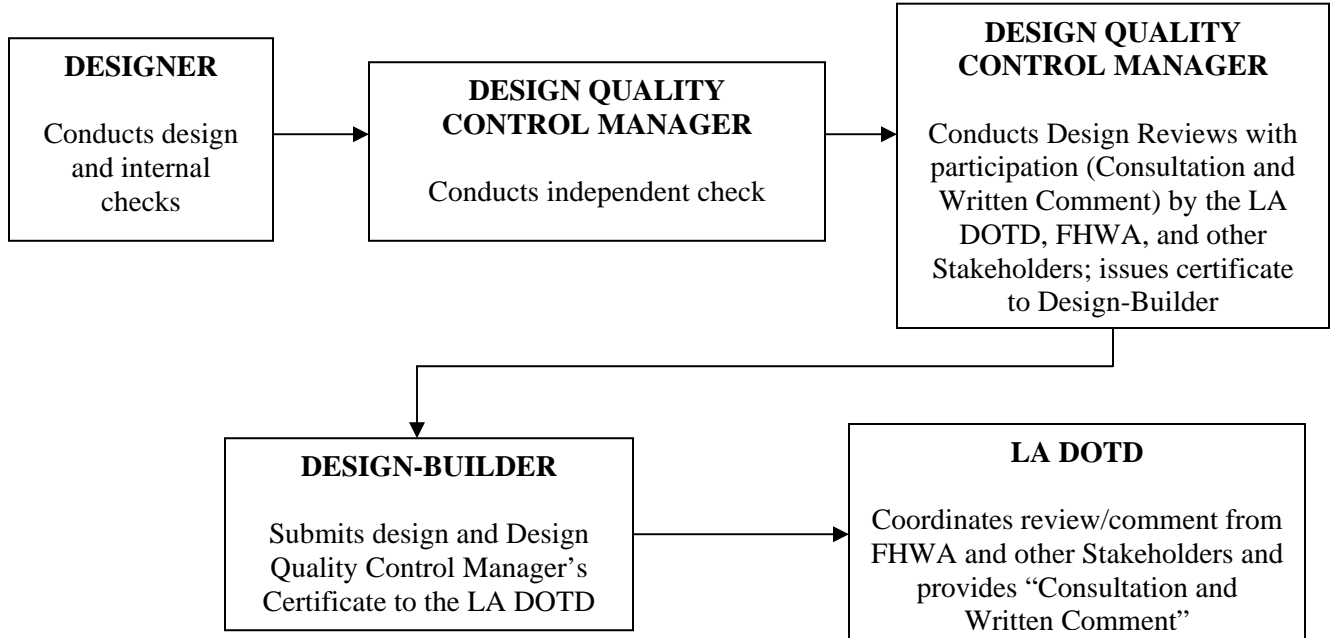 DESIGNER
Conducts design
and internal
checks
DESIGN QUALITY
CONTROL MANAGER
Conducts independent check
DESIGN QUALITY
CONTROL MANAGER
Conducts Design Reviews with
participation (Consultation and
Written Comment) by the LA
DOTD, FHWA, and other
Stakeholders; issues certificate
to Design-Builder
DESIGN-BUILDER
Submits design and Design
Quality Control Manager’s
Certificate to the LA DOTD
LA DOTD
Coordinates review/comment from
FHWA and other Stakeholders and
provides “Consultation and
Written Comment”